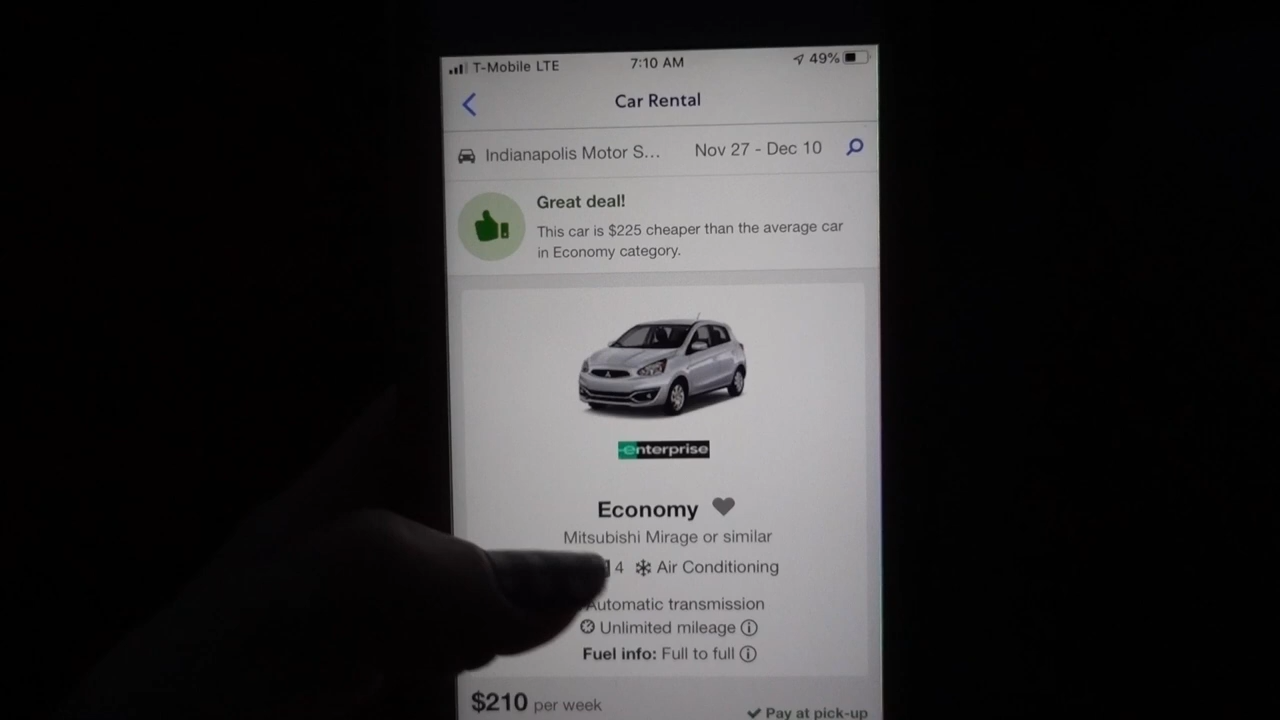 T-Mobile LTE 7:10 AM 49%
Car Rental
Indianapolis Motor S... Nov 27 - Dec 10
Great deal!
This car is $225 cheaper than the average car
in Economy category.
enterprise
Economy
Mitsubishi Mirage or similar
4 Air Conditioning
Automatic transmission
Unlimited mileage
Fuel info: Full to full
$210 per week
Pay at pick-up